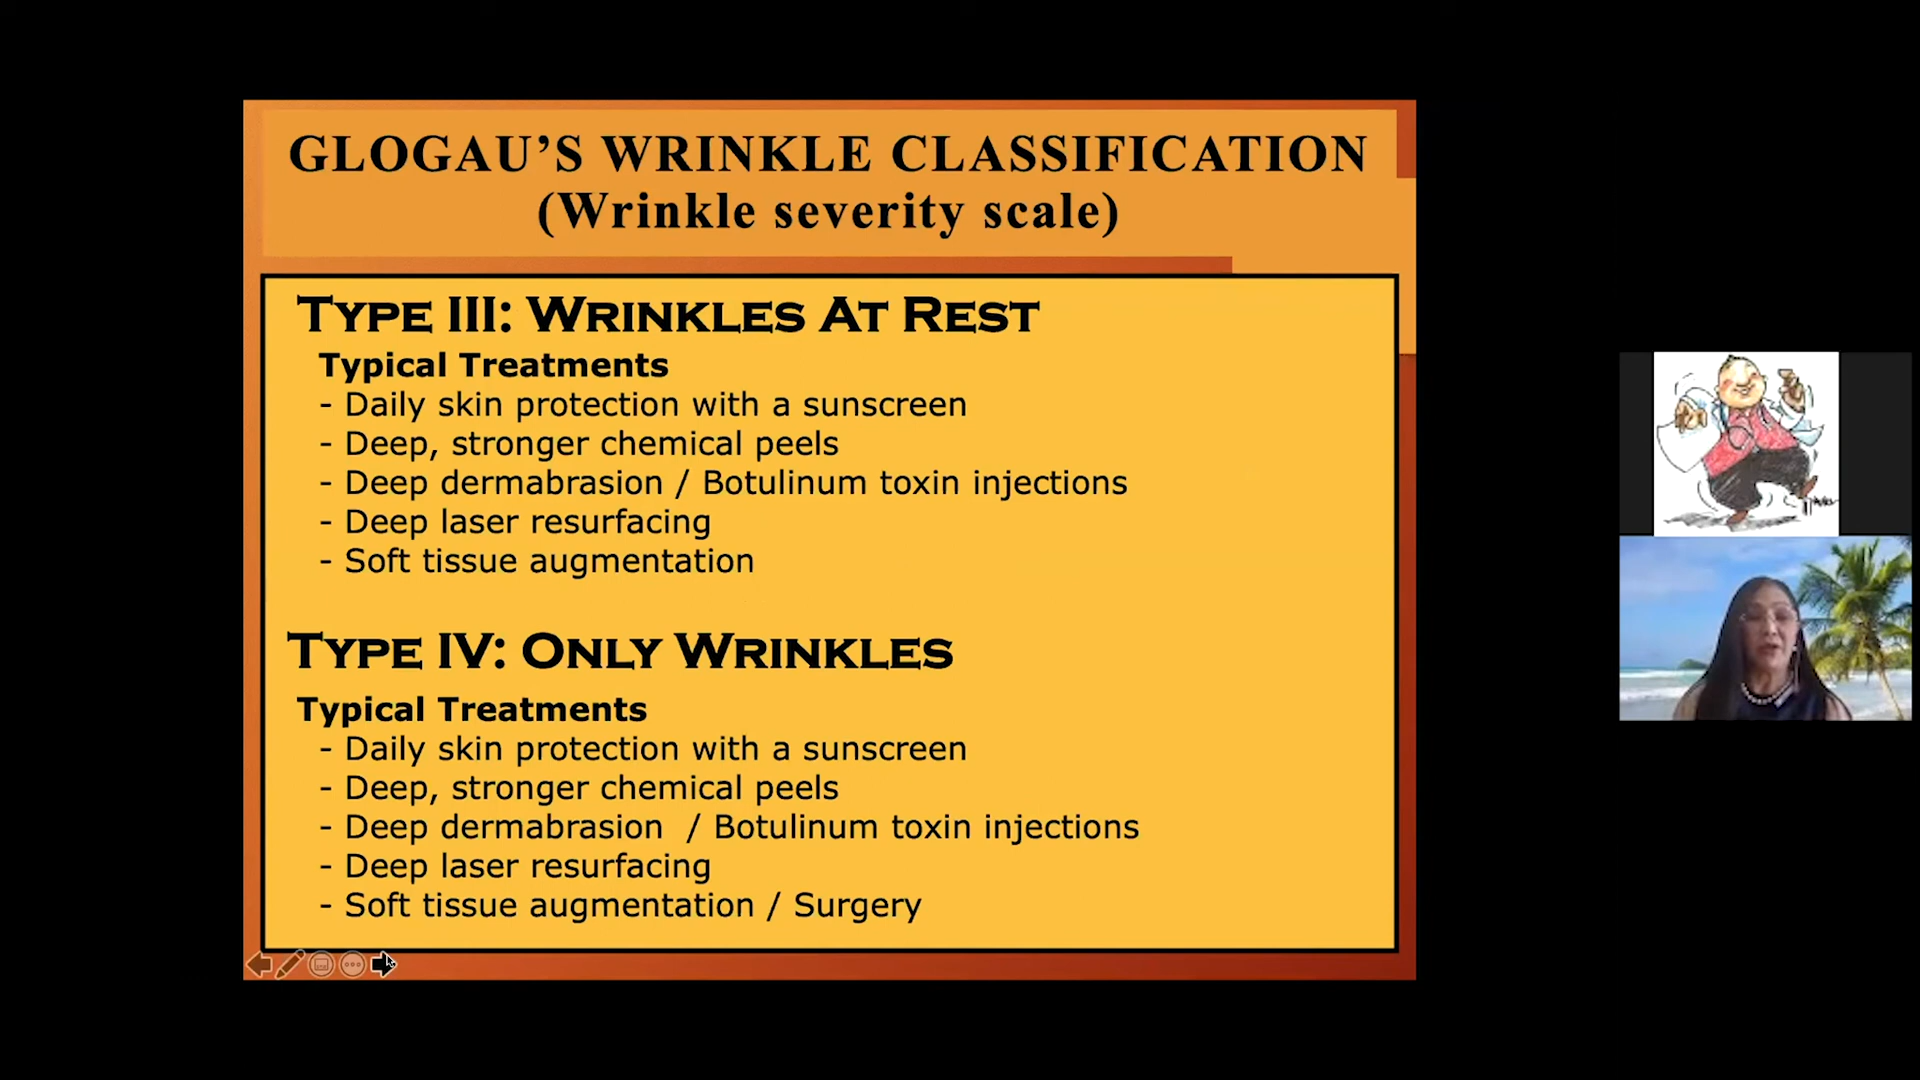 GLOGAU’S WRINKLE CLASSIFICATION
(Wrinkle severity scale)
TYPE III: WRINKLES AT REST
Typical Treatments
- Daily skin protection with a sunscreen
- Deep, stronger chemical peels
- Deep dermabrasion / Botulinum toxin injections
- Deep laser resurfacing
- Soft tissue augmentation
TYPE IV: ONLY WRINKLES
Typical Treatments
- Daily skin protection with a sunscreen
- Deep, stronger chemical peels
- Deep dermabrasion  / Botulinum toxin injections
- Deep laser resurfacing
- Soft tissue augmentation / Surgery